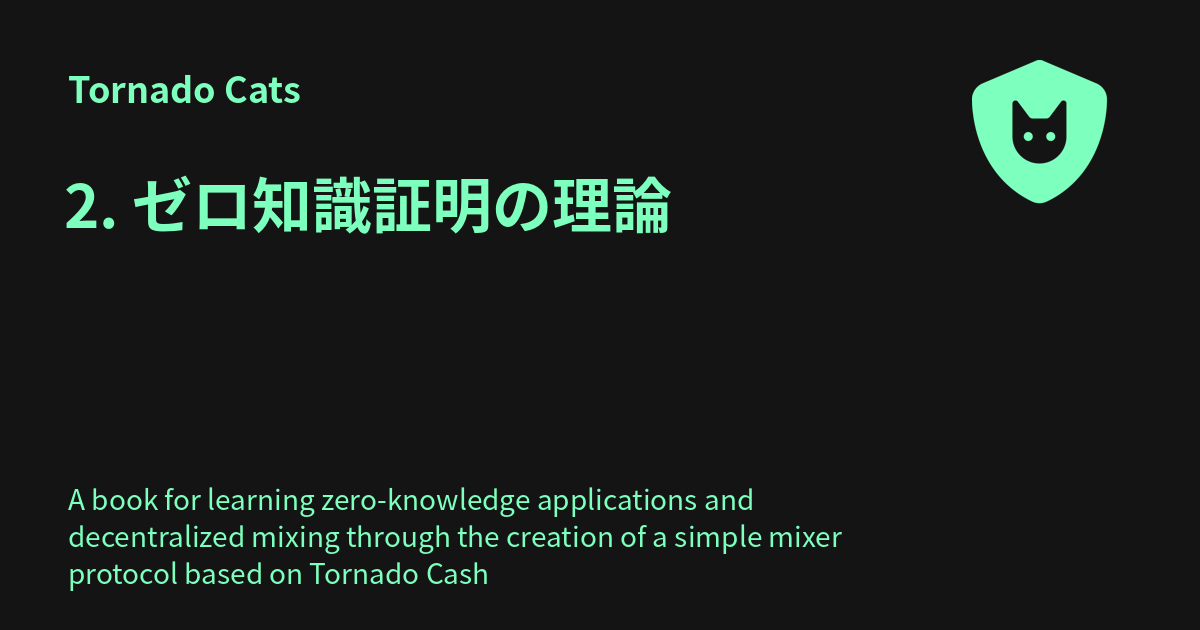 Tornado Cats
2. ゼロ知識証明の理論
A book for learning zero-knowledge applications and
decentralized mixing through the creation of a simple mixer
protocol based on Tornado Cash